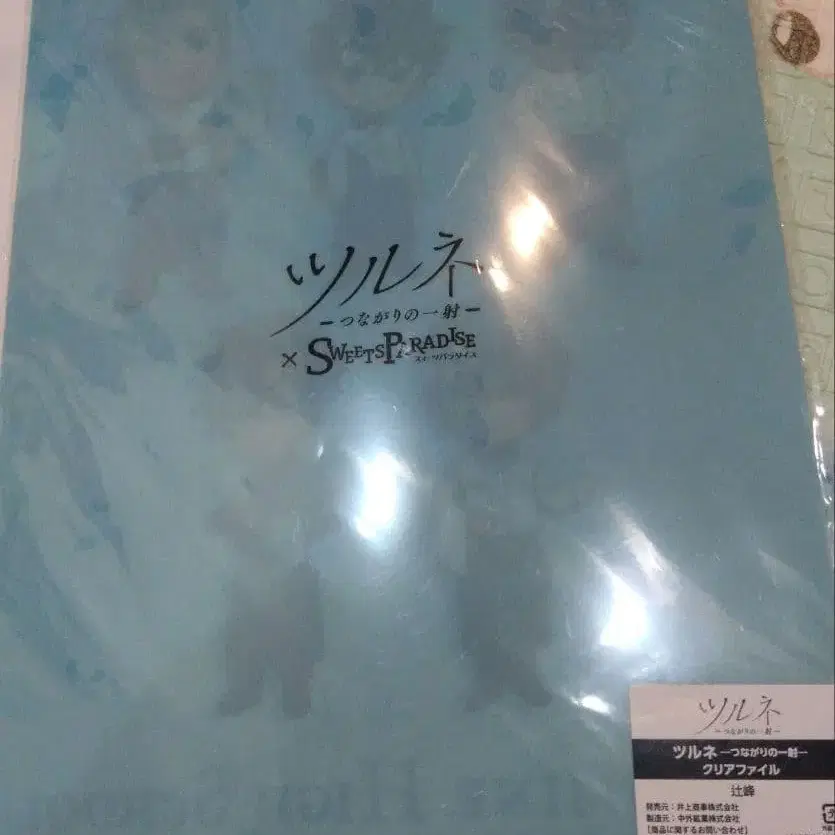 ツルネ
ーつながりの一射ー
× SWEETSPARADISE
スイーツパラダイス
ツルネ
ーつながりの一射ー
ツルネ ーつながりの一射ー
クリアファイル
辻峰
発売元：井上商事株式会社
製造元：中外鉱業株式会社
[商品に関するお問い合わせ]